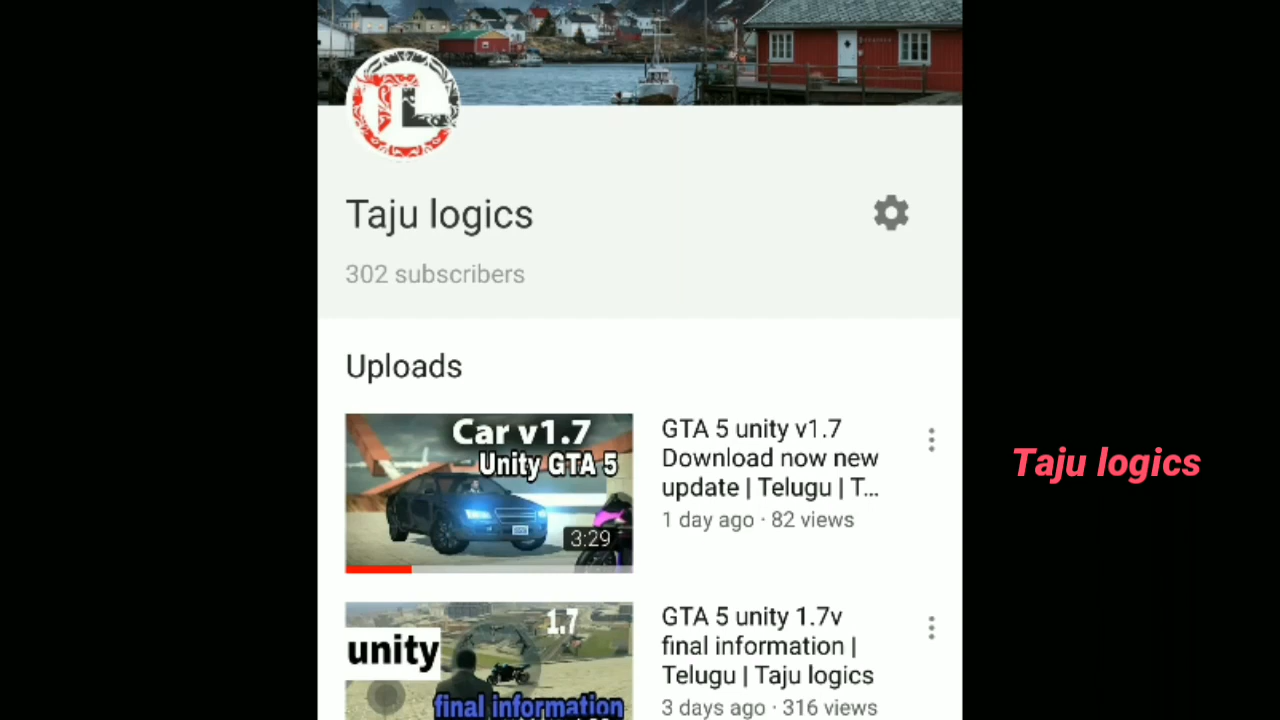 TL
Taju logics
302 subscribers
Uploads
Car v1.7
Unity GTA 5
3:29
GTA 5 unity v1.7
Download now new
update | Telugu | T...
1 day ago · 82 views
Taju logics
1.7
unity
final information
GTA 5 unity 1.7v
final information |
Telugu | Taju logics
3 days ago · 316 views